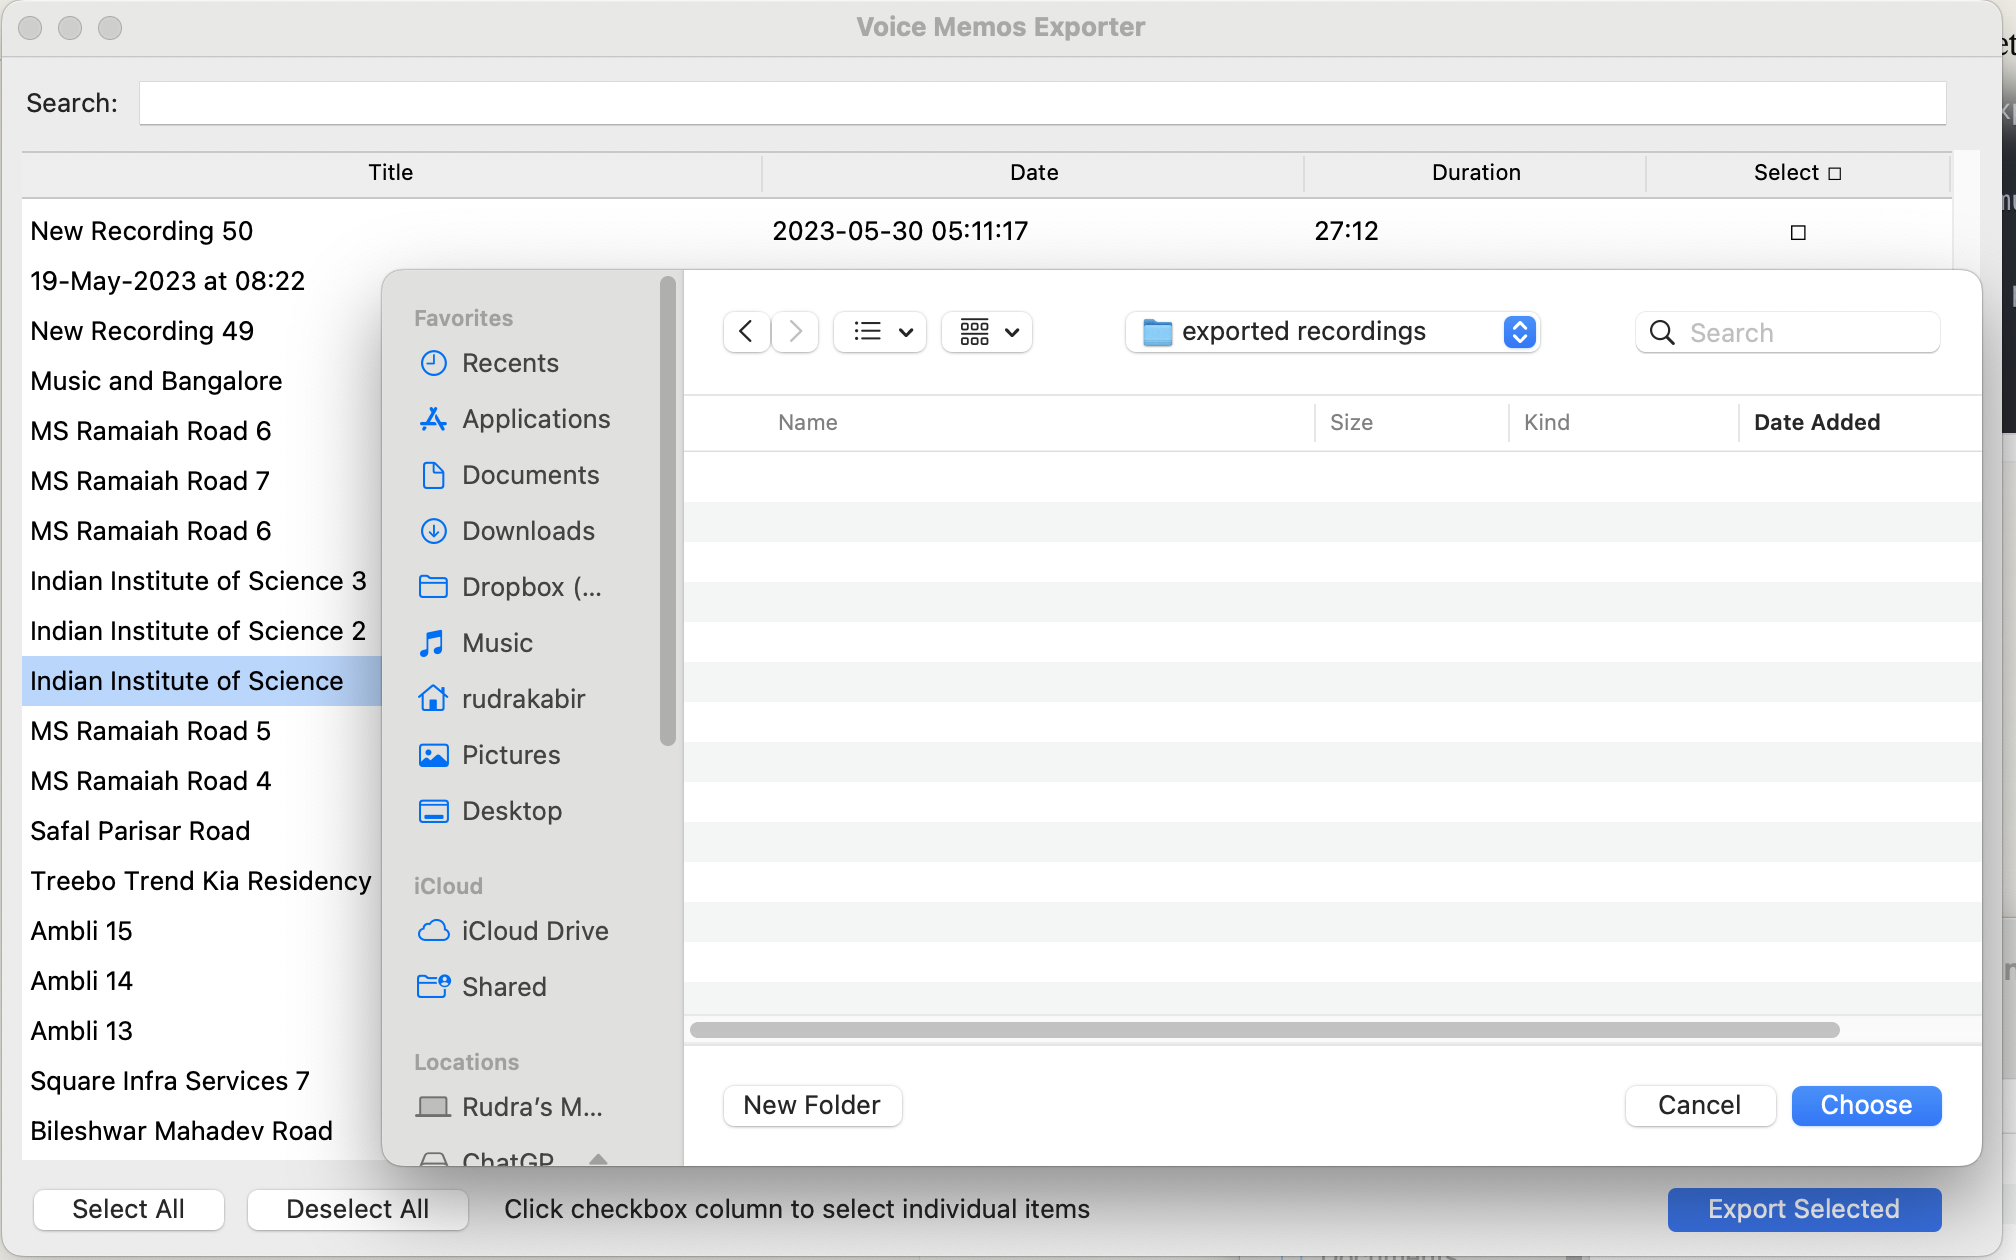 Voice Memos Exporter
Search:
Title Date Duration Select
New Recording 50 2023-05-30 05:11:17 27:12
19-May-2023 at 08:22
New Recording 49
Music and Bangalore
MS Ramaiah Road 6
MS Ramaiah Road 7
MS Ramaiah Road 6
Indian Institute of Science 3
Indian Institute of Science 2
Indian Institute of Science
MS Ramaiah Road 5
MS Ramaiah Road 4
Safal Parisar Road
Treebo Trend Kia Residency
Ambli 15
Ambli 14
Ambli 13
Square Infra Services 7
Bileshwar Mahadev Road
Favorites
Recents
Applications
Documents
Downloads
Dropbox (...
Music
rudrakabir
Pictures
Desktop
iCloud
iCloud Drive
Shared
Locations
Rudra's M...
ChatGP
exported recordings
Search
Name Size Kind Date Added
New Folder Cancel Choose
Select All Deselect All Click checkbox column to select individual items Export Selected